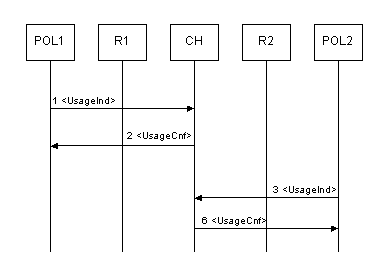 POL1 R1 CH R2 POL2
1 <UsageInd>
2 <UsageCnf>
3 <UsageInd>
6 <UsageCnf>